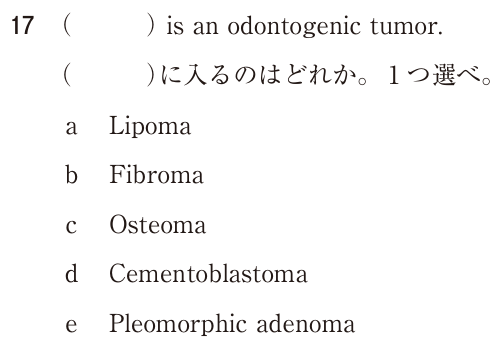 17 (　　　) is an odontogenic tumor.
(　　　)に入るのはどれか。1つ選べ。
a Lipoma
b Fibroma
c Osteoma
d Cementoblastoma
e Pleomorphic adenoma